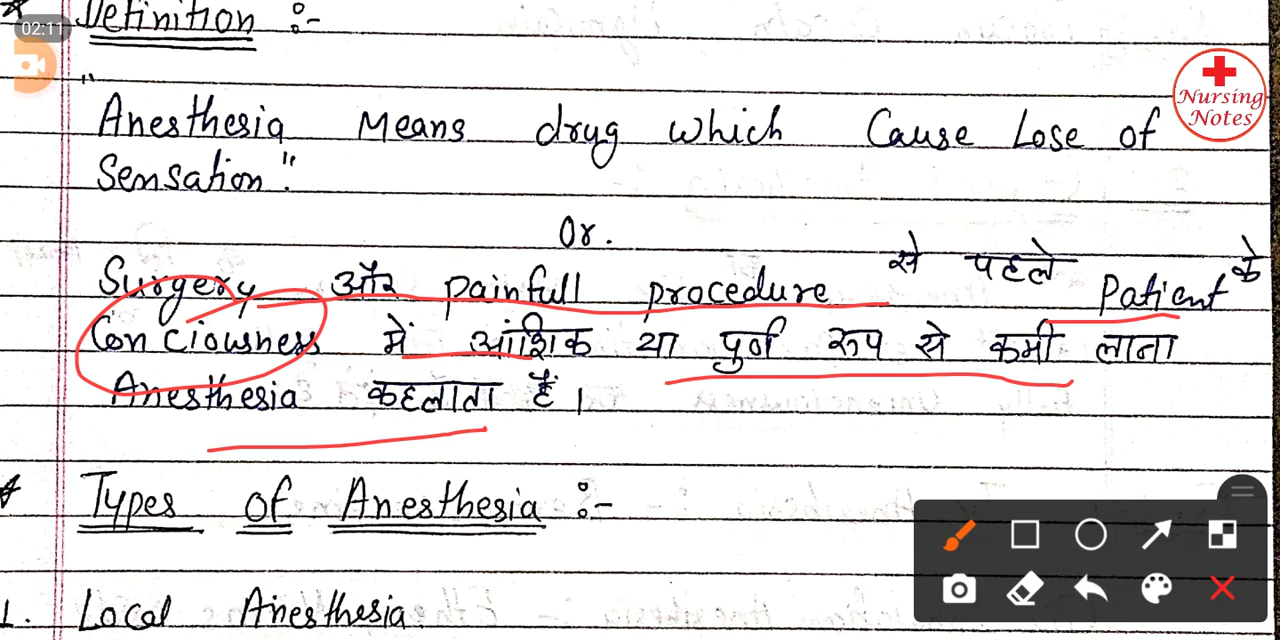 02:11
Definition :-
Nursing
Notes
"Anesthesia Means drug which Cause Lose of
Sensation".
Or.
Surgery और painfull procedure से पहले Patient के
Conciowsness में आंशिक या पुर्ण रूप से कमी लाना
Anesthesia कहलाता हैं।
Types of Anesthesia :-
1. Local Anesthesia.